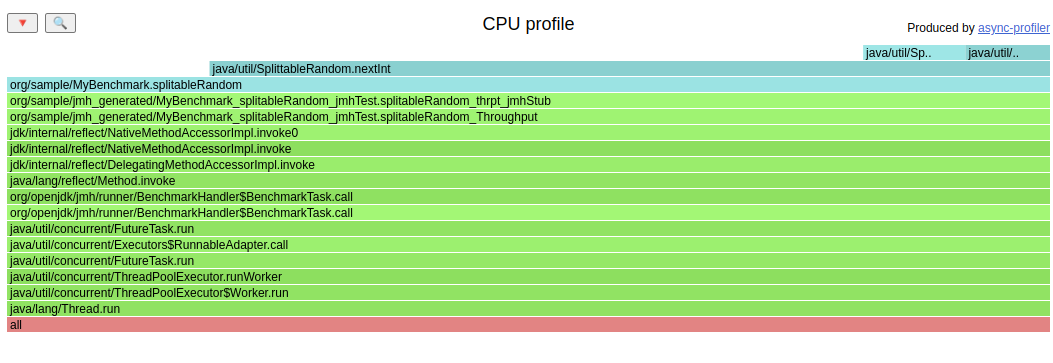 CPU profile
Produced by async-profiler
java/util/Sp.. java/util/..
java/util/SplittableRandom.nextInt
org/sample/MyBenchmark.splitableRandom
org/sample/jmh_generated/MyBenchmark_splitableRandom_jmhTest.splitableRandom_thrpt_jmhStub
org/sample/jmh_generated/MyBenchmark_splitableRandom_jmhTest.splitableRandom_Throughput
jdk/internal/reflect/NativeMethodAccessorImpl.invoke0
jdk/internal/reflect/NativeMethodAccessorImpl.invoke
jdk/internal/reflect/DelegatingMethodAccessorImpl.invoke
java/lang/reflect/Method.invoke
org/openjdk/jmh/runner/BenchmarkHandler$BenchmarkTask.call
org/openjdk/jmh/runner/BenchmarkHandler$BenchmarkTask.call
java/util/concurrent/FutureTask.run
java/util/concurrent/Executors$RunnableAdapter.call
java/util/concurrent/FutureTask.run
java/util/concurrent/ThreadPoolExecutor.runWorker
java/util/concurrent/ThreadPoolExecutor$Worker.run
java/lang/Thread.run
all